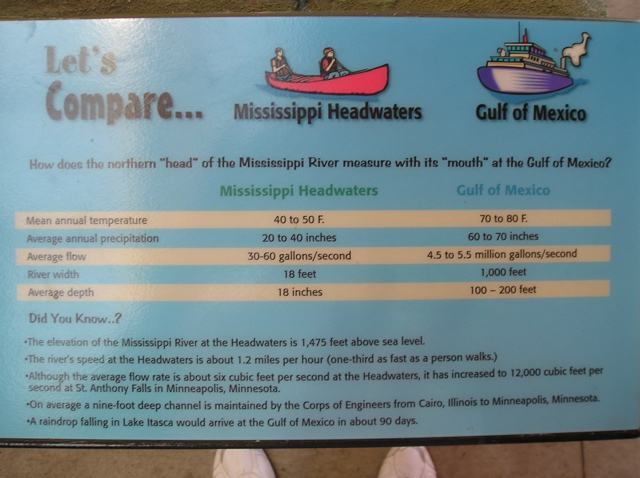 Let's
Compare...
Mississippi Headwaters
Gulf of Mexico
How does the northern "head" of the Mississippi River measure with its "mouth" at the Gulf of Mexico?
Mississippi Headwaters Gulf of Mexico
Mean annual temperature 40 to 50 F. 70 to 80 F.
Average annual precipitation 20 to 40 inches 60 to 70 inches
Average flow 30-60 gallons/second 4.5 to 5.5 million gallons/second
River width 18 feet 1,000 feet
Average depth 18 inches 100 – 200 feet
Did You Know..?
•The elevation of the Mississippi River at the Headwaters is 1,475 feet above sea level.
•The river's speed at the Headwaters is about 1.2 miles per hour (one-third as fast as a person walks.)
•Although the average flow rate is about six cubic feet per second at the Headwaters, it has increased to 12,000 cubic feet per
second at St. Anthony Falls in Minneapolis, Minnesota.
•On average a nine-foot deep channel is maintained by the Corps of Engineers from Cairo, Illinois to Minneapolis, Minnesota.
•A raindrop falling in Lake Itasca would arrive at the Gulf of Mexico in about 90 days.